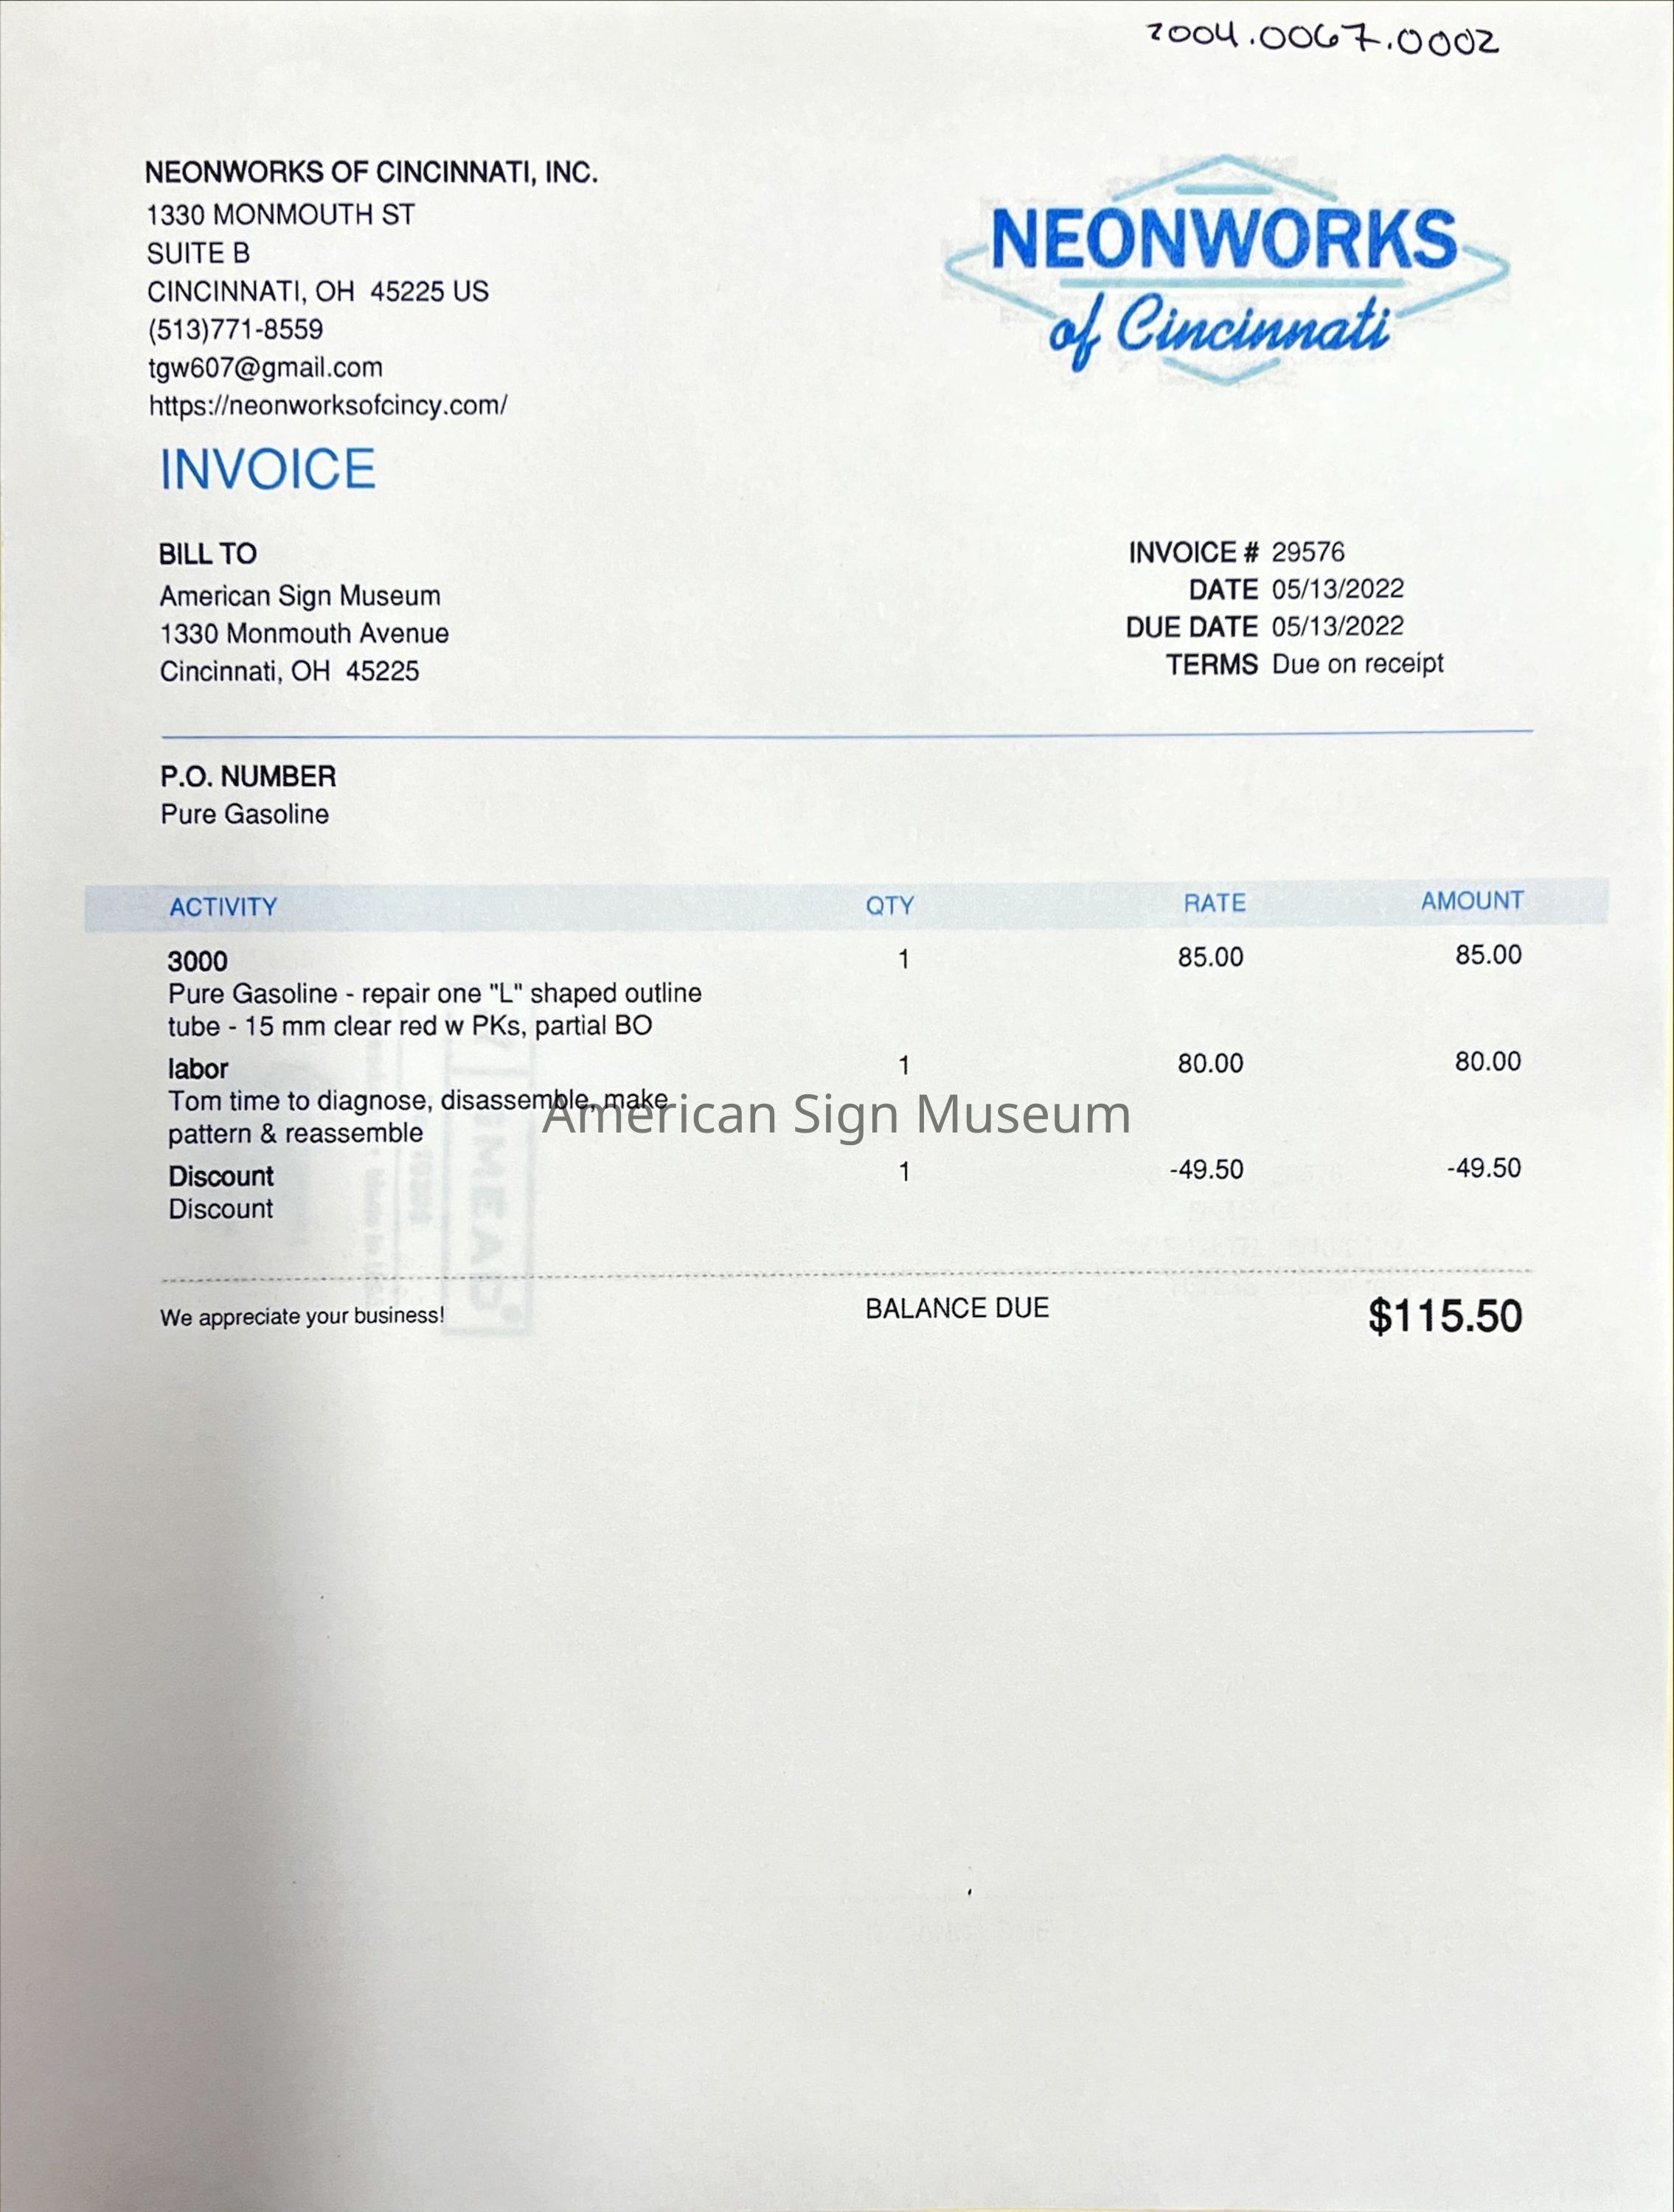 2004.0067.0002
NEONWORKS OF CINCINNATI, INC.
1330 MONMOUTH ST
SUITE B
CINCINNATI, OH 45225 US
(513)771-8559
tgw607@gmail.com
https://neonworksofcincy.com/
NEONWORKS
of Cincinnati
INVOICE
BILL TO
American Sign Museum
1330 Monmouth Avenue
Cincinnati, OH 45225
INVOICE # 29576
DATE 05/13/2022
DUE DATE 05/13/2022
TERMS Due on receipt
P.O. NUMBER
Pure Gasoline
ACTIVITY QTY RATE AMOUNT
3000 1 85.00 85.00
Pure Gasoline - repair one "L" shaped outline
tube - 15 mm clear red w PKs, partial BO
labor 1 80.00 80.00
Tom time to diagnose, disassemble, make
pattern & reassemble
American Sign Museum
Discount 1 -49.50 -49.50
Discount
We appreciate your business! BALANCE DUE $115.50